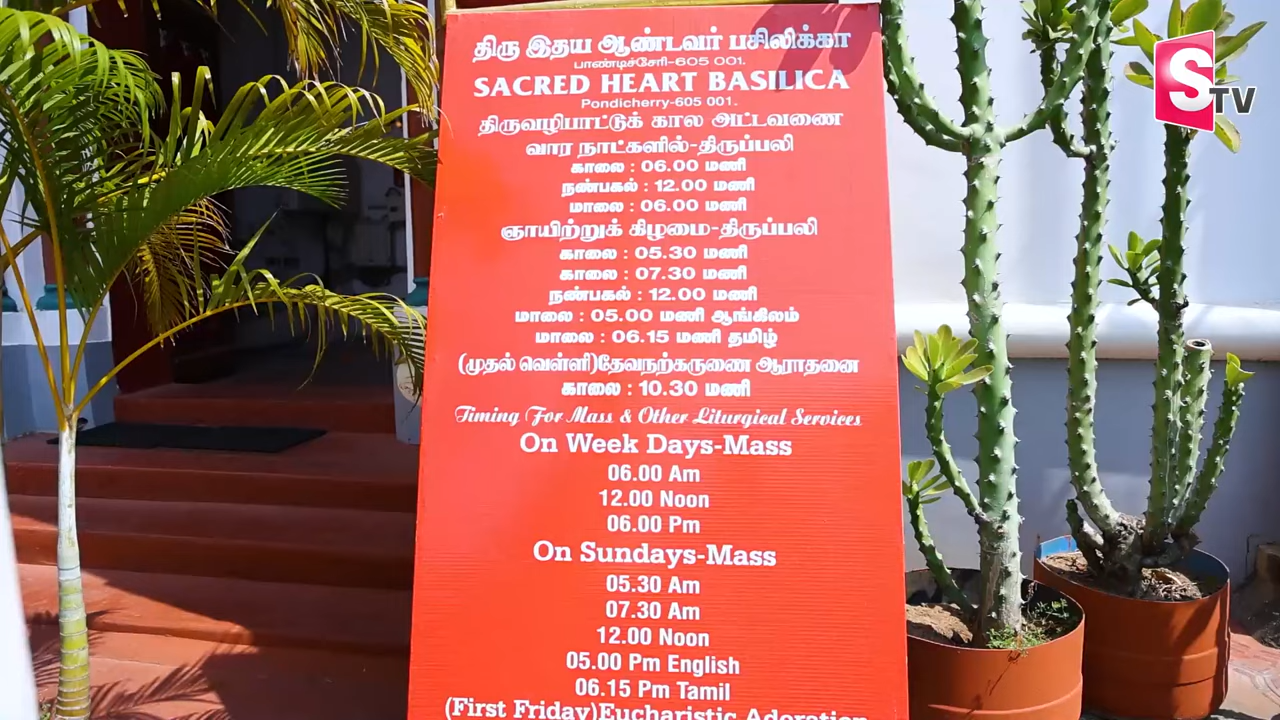 திரு இதய ஆண்டவர் பசிலிக்கா
பாண்டிச்சேரி-605 001.
SACRED HEART BASILICA
Pondicherry-605 001.
திருவழிபாட்டுக் கால அட்டவணை
வார நாட்களில்-திருப்பலி
காலை : 06.00 மணி
நண்பகல் : 12.00 மணி
மாலை : 06.00 மணி
ஞாயிற்றுக் கிழமை-திருப்பலி
காலை : 05.30 மணி
காலை : 07.30 மணி
நண்பகல் : 12.00 மணி
மாலை : 05.00 மணி ஆங்கிலம்
மாலை : 06.15 மணி தமிழ்
(முதல் வெள்ளி)தேவநற்கருணை ஆராதனை
காலை : 10.30 மணி
Timing For Mass & Other Liturgical Services
On Week Days-Mass
06.00 Am
12.00 Noon
06.00 Pm
On Sundays-Mass
05.30 Am
07.30 Am
12.00 Noon
05.00 Pm English
06.15 Pm Tamil
(First Friday)Eucharistic Adoration
S TV